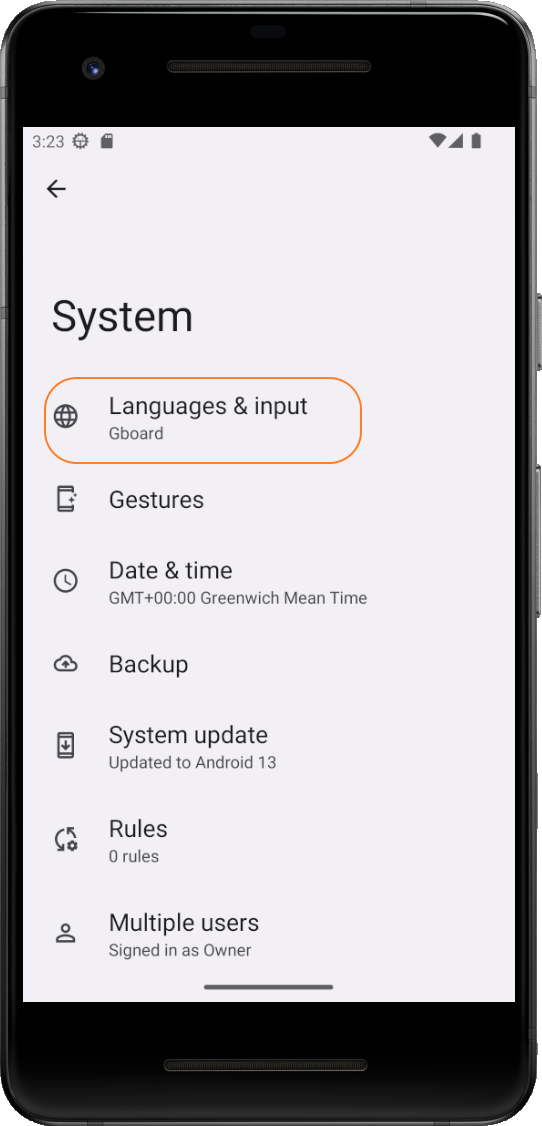 3:23
System
Languages & input
Gboard
Gestures
Date & time
GMT+00:00 Greenwich Mean Time
Backup
System update
Updated to Android 13
Rules
0 rules
Multiple users
Signed in as Owner